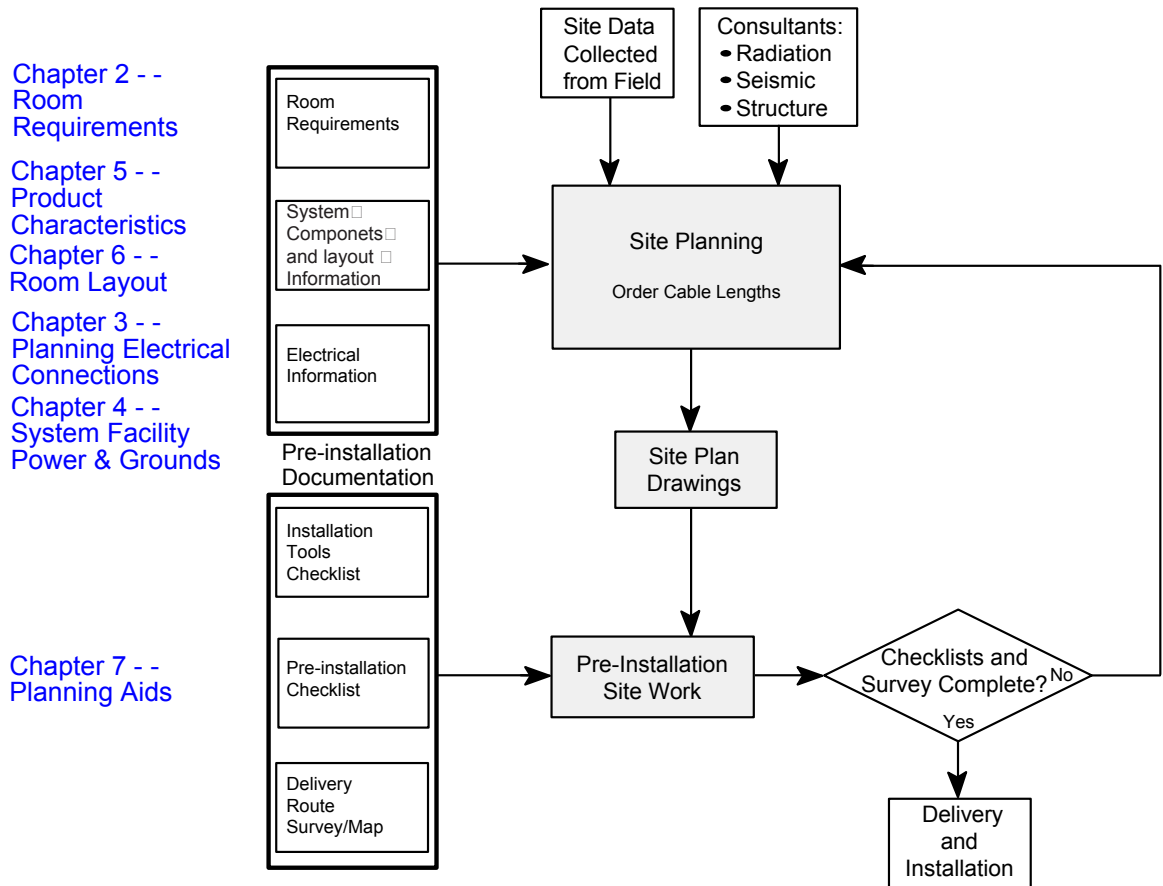 Chapter 2 - -
Room
Requirements
Chapter 5 - -
Product
Characteristics
Chapter 6 - -
Room Layout
Chapter 3 - -
Planning Electrical
Connections
Chapter 4 - -
System Facility
Power & Grounds
Chapter 7 - -
Planning Aids
Room
Requirements
System□
Componets□
and layout □
Information
Electrical
Information
Pre-installation
Documentation
Installation
Tools
Checklist
Pre-installation
Checklist
Delivery
Route
Survey/Map
Site Data
Collected
from Field
Consultants:
• Radiation
• Seismic
• Structure
Site Planning
Order Cable Lengths
Site Plan
Drawings
Pre-Installation
Site Work
Checklists and
Survey Complete?
No
Yes
Delivery
and
Installation